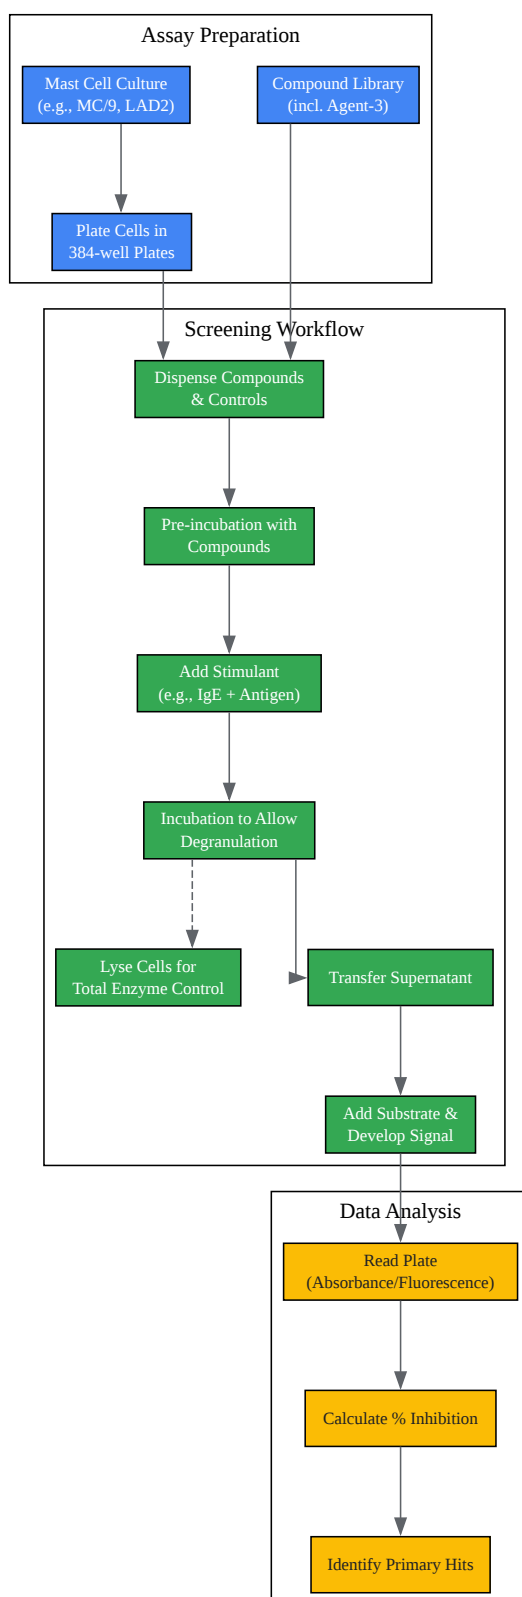 Assay Preparation
Mast Cell Culture
(e.g., MC/9, LAD2)
Compound Library
(incl. Agent-3)
Plate Cells in
384-well Plates
Screening Workflow
Dispense Compounds
& Controls
Pre-incubation with
Compounds
Add Stimulant
(e.g., IgE + Antigen)
Incubation to Allow
Degranulation
Lyse Cells for
Total Enzyme Control
Transfer Supernatant
Add Substrate &
Develop Signal
Data Analysis
Read Plate
(Absorbance/Fluorescence)
Calculate % Inhibition
Identify Primary Hits